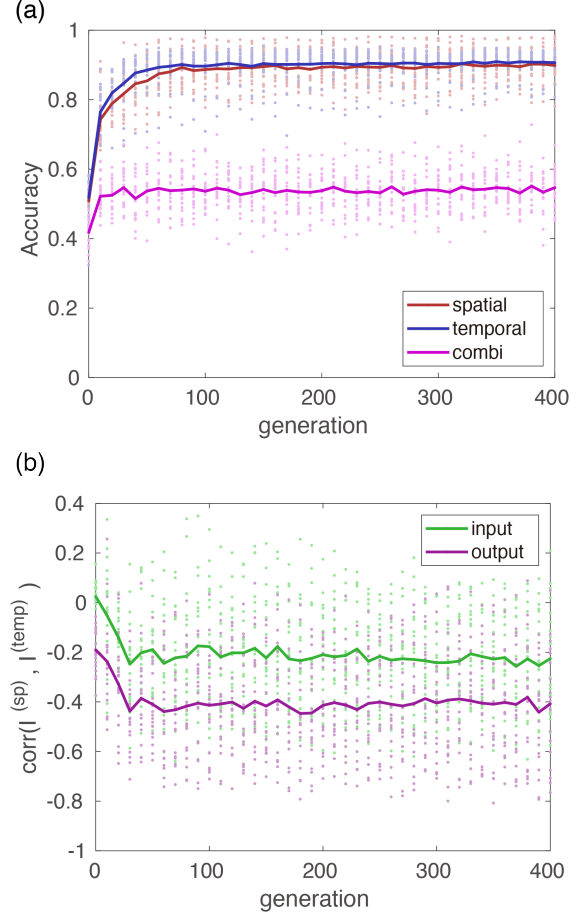 (a)
1
0.8
0.6
0.4
0.2
0
Accuracy
spatial
temporal
combi
0 100 200 300 400
generation
(b)
0.4
0.2
0
-0.2
-0.4
-0.6
-0.8
-1
corr(I (sp) , I (temp) )
input
output
0 100 200 300 400
generation